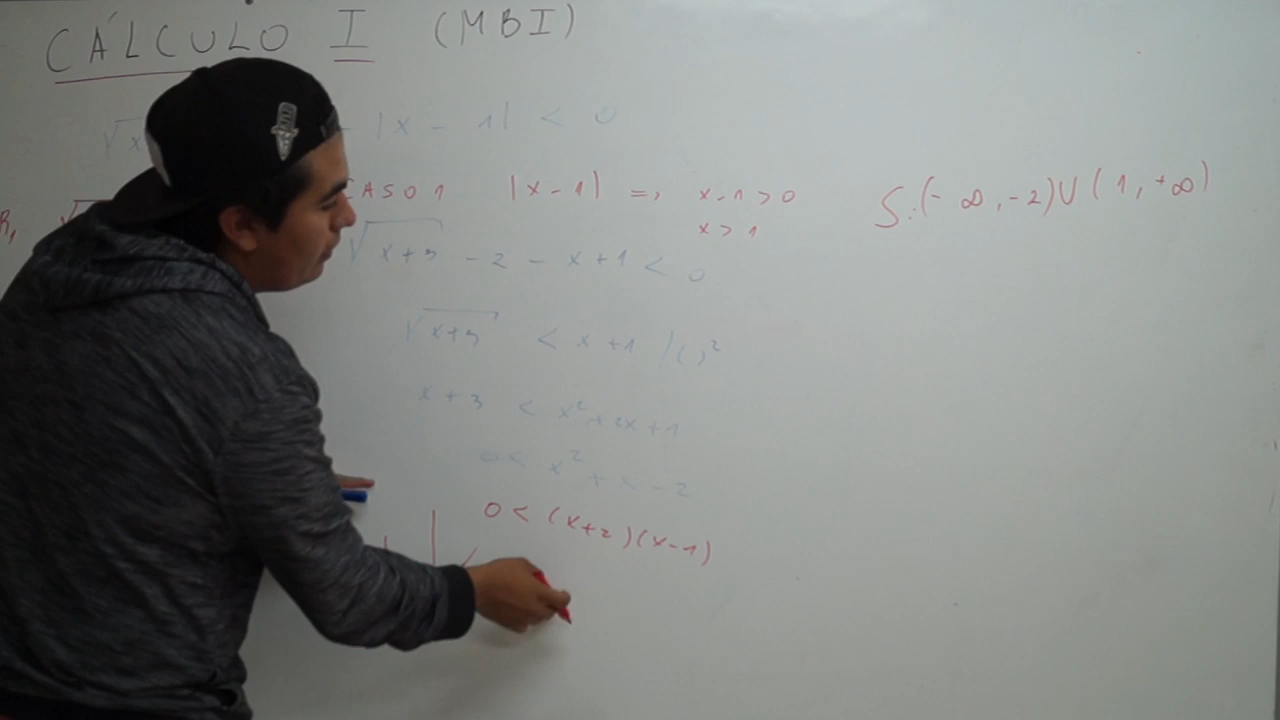 CÁLCULO I (MBI)
√x - |x - 1| < 0
CASO 1 |x - 1| => x - 1 > 0
x > 1
S:(-∞, -2)U(1, +∞)
R₁
√x+3 - 2 - x + 1 < 0
√x+3 < x + 1 /( )²
x + 3 < x² + 2x + 1
0 < x² + x - 2
0 < (x+2)(x-1)